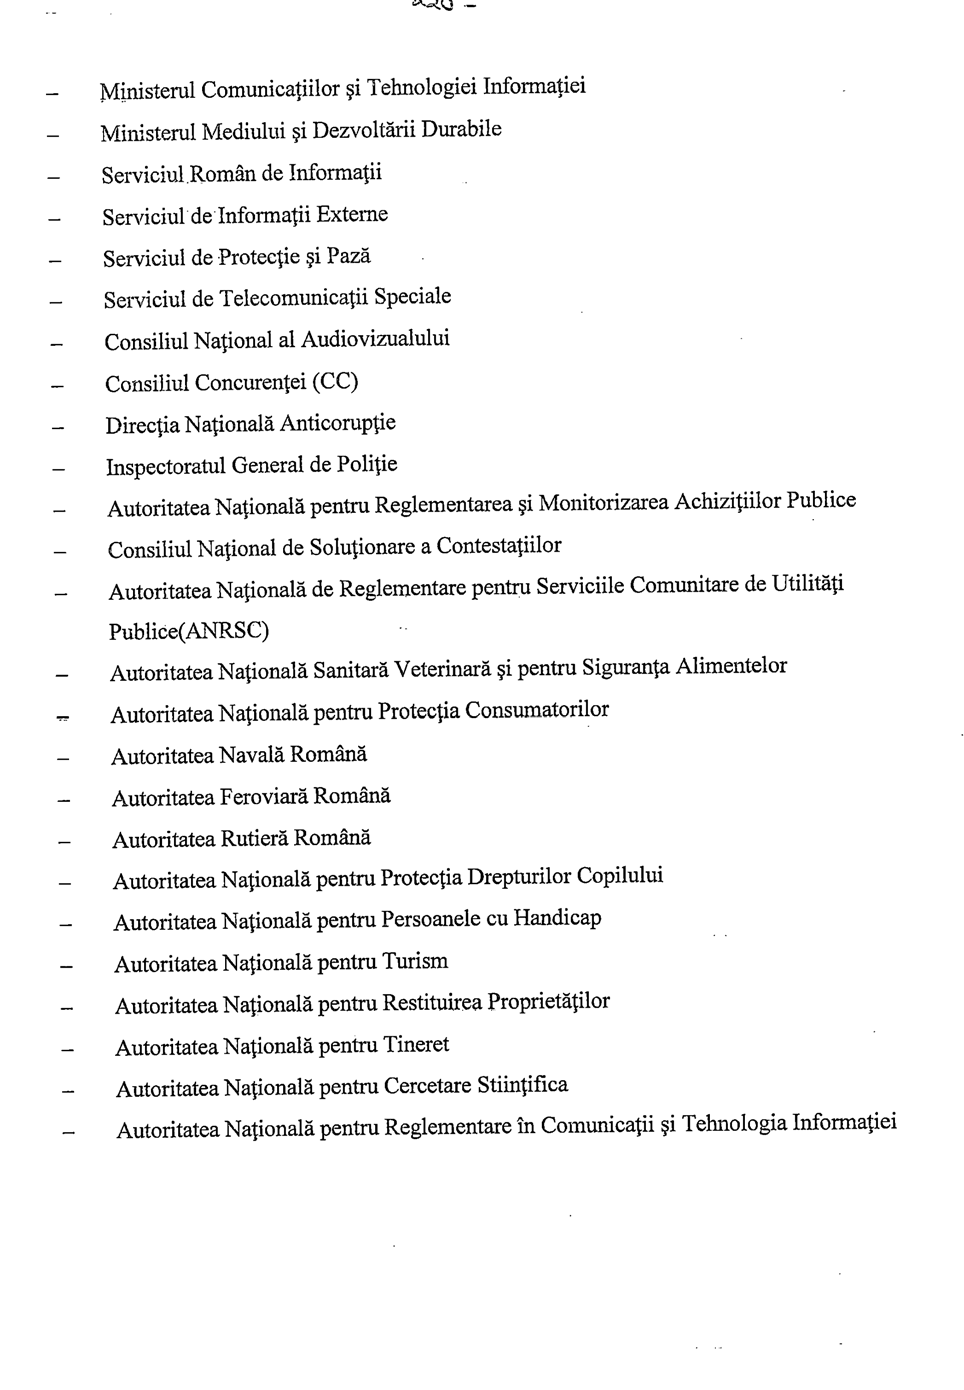 – Ministerul Comunicaţiilor şi Tehnologiei Informaţiei
– Ministerul Mediului şi Dezvoltării Durabile
– Serviciul Român de Informaţii
– Serviciul de Informaţii Externe
– Serviciul de Protecţie şi Pază
– Serviciul de Telecomunicaţii Speciale
– Consiliul Naţional al Audiovizualului
– Consiliul Concurenţei (CC)
– Direcţia Naţională Anticorupţie
– Inspectoratul General de Poliţie
– Autoritatea Naţională pentru Reglementarea şi Monitorizarea Achiziţiilor Publice
– Consiliul Naţional de Soluţionare a Contestaţiilor
– Autoritatea Naţională de Reglementare pentru Serviciile Comunitare de Utilităţi
Publice(ANRSC)
– Autoritatea Naţională Sanitară Veterinară şi pentru Siguranţa Alimentelor
– Autoritatea Naţională pentru Protecţia Consumatorilor
– Autoritatea Navală Română
– Autoritatea Feroviară Română
– Autoritatea Rutieră Română
– Autoritatea Naţională pentru Protecţia Drepturilor Copilului
– Autoritatea Naţională pentru Persoanele cu Handicap
– Autoritatea Naţională pentru Turism
– Autoritatea Naţională pentru Restituirea Proprietăţilor
– Autoritatea Naţională pentru Tineret
– Autoritatea Naţională pentru Cercetare Stiinţifica
– Autoritatea Naţională pentru Reglementare în Comunicaţii şi Tehnologia Informaţiei